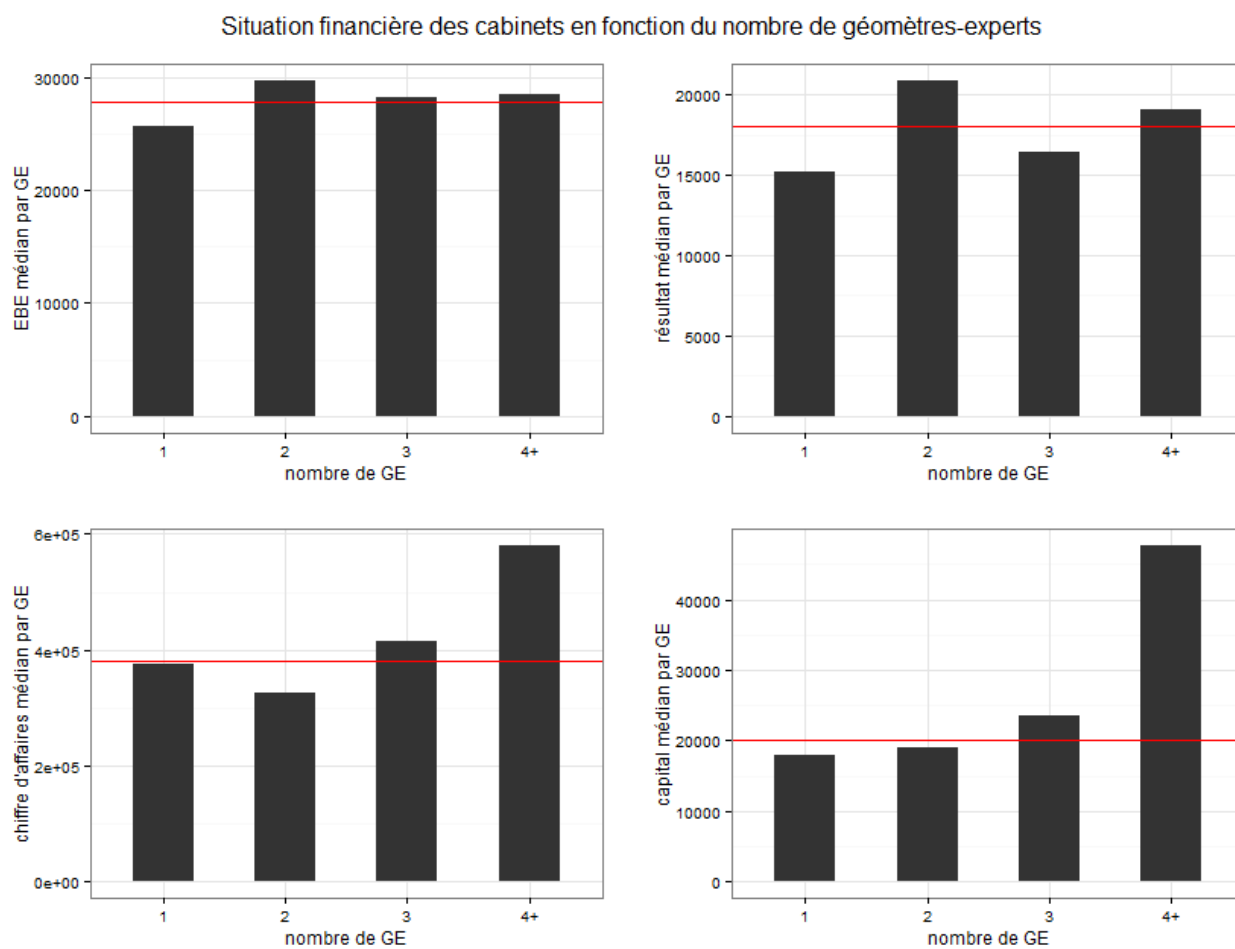 Situation financière des cabinets en fonction du nombre de géomètres-experts
EBE médian par GE
30000
20000
10000
0
1 2 3 4+
nombre de GE
résultat médian par GE
20000
15000
10000
5000
0
1 2 3 4+
nombre de GE
chiffre d'affaires médian par GE
6e+05
4e+05
2e+05
0e+00
1 2 3 4+
nombre de GE
capital médian par GE
40000
30000
20000
10000
0
1 2 3 4+
nombre de GE